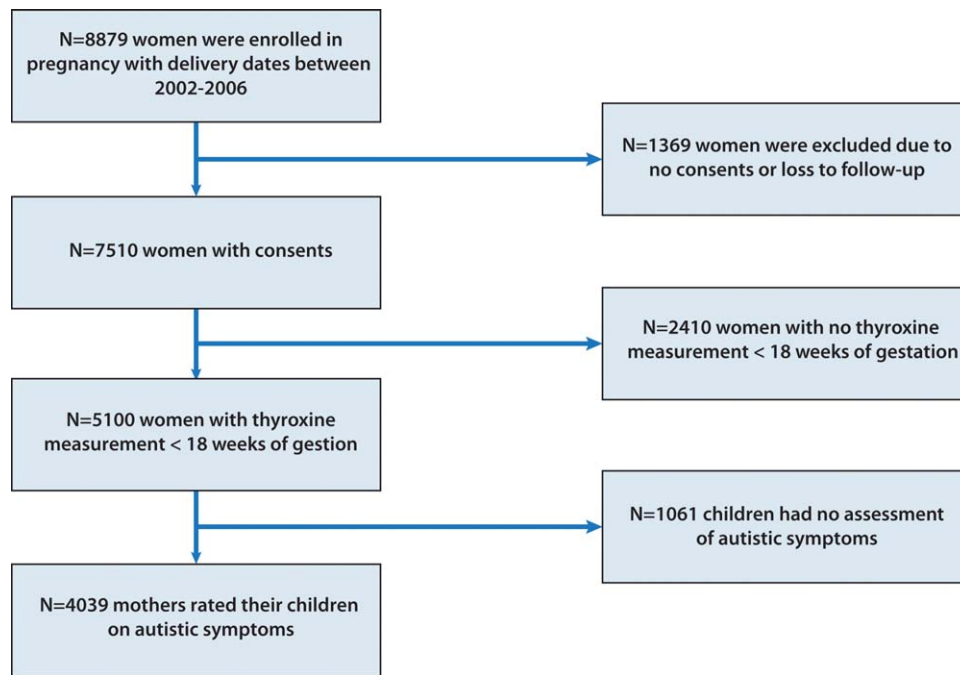 N=8879 women were enrolled in
pregnancy with delivery dates between
2002-2006
N=1369 women were excluded due to
no consents or loss to follow-up
N=7510 women with consents
N=2410 women with no thyroxine
measurement < 18 weeks of gestation
N=5100 women with thyroxine
measurement < 18 weeks of gestion
N=1061 children had no assessment
of autistic symptoms
N=4039 mothers rated their children
on autistic symptoms